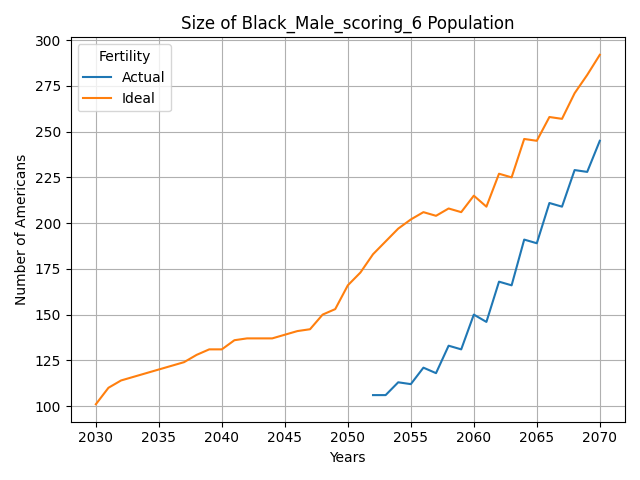 Size of Black_Male_scoring_6 Population
Fertility
Actual
Ideal
300
275
250
225
200
175
150
125
100
Number of Americans
2030 2035 2040 2045 2050 2055 2060 2065 2070
Years